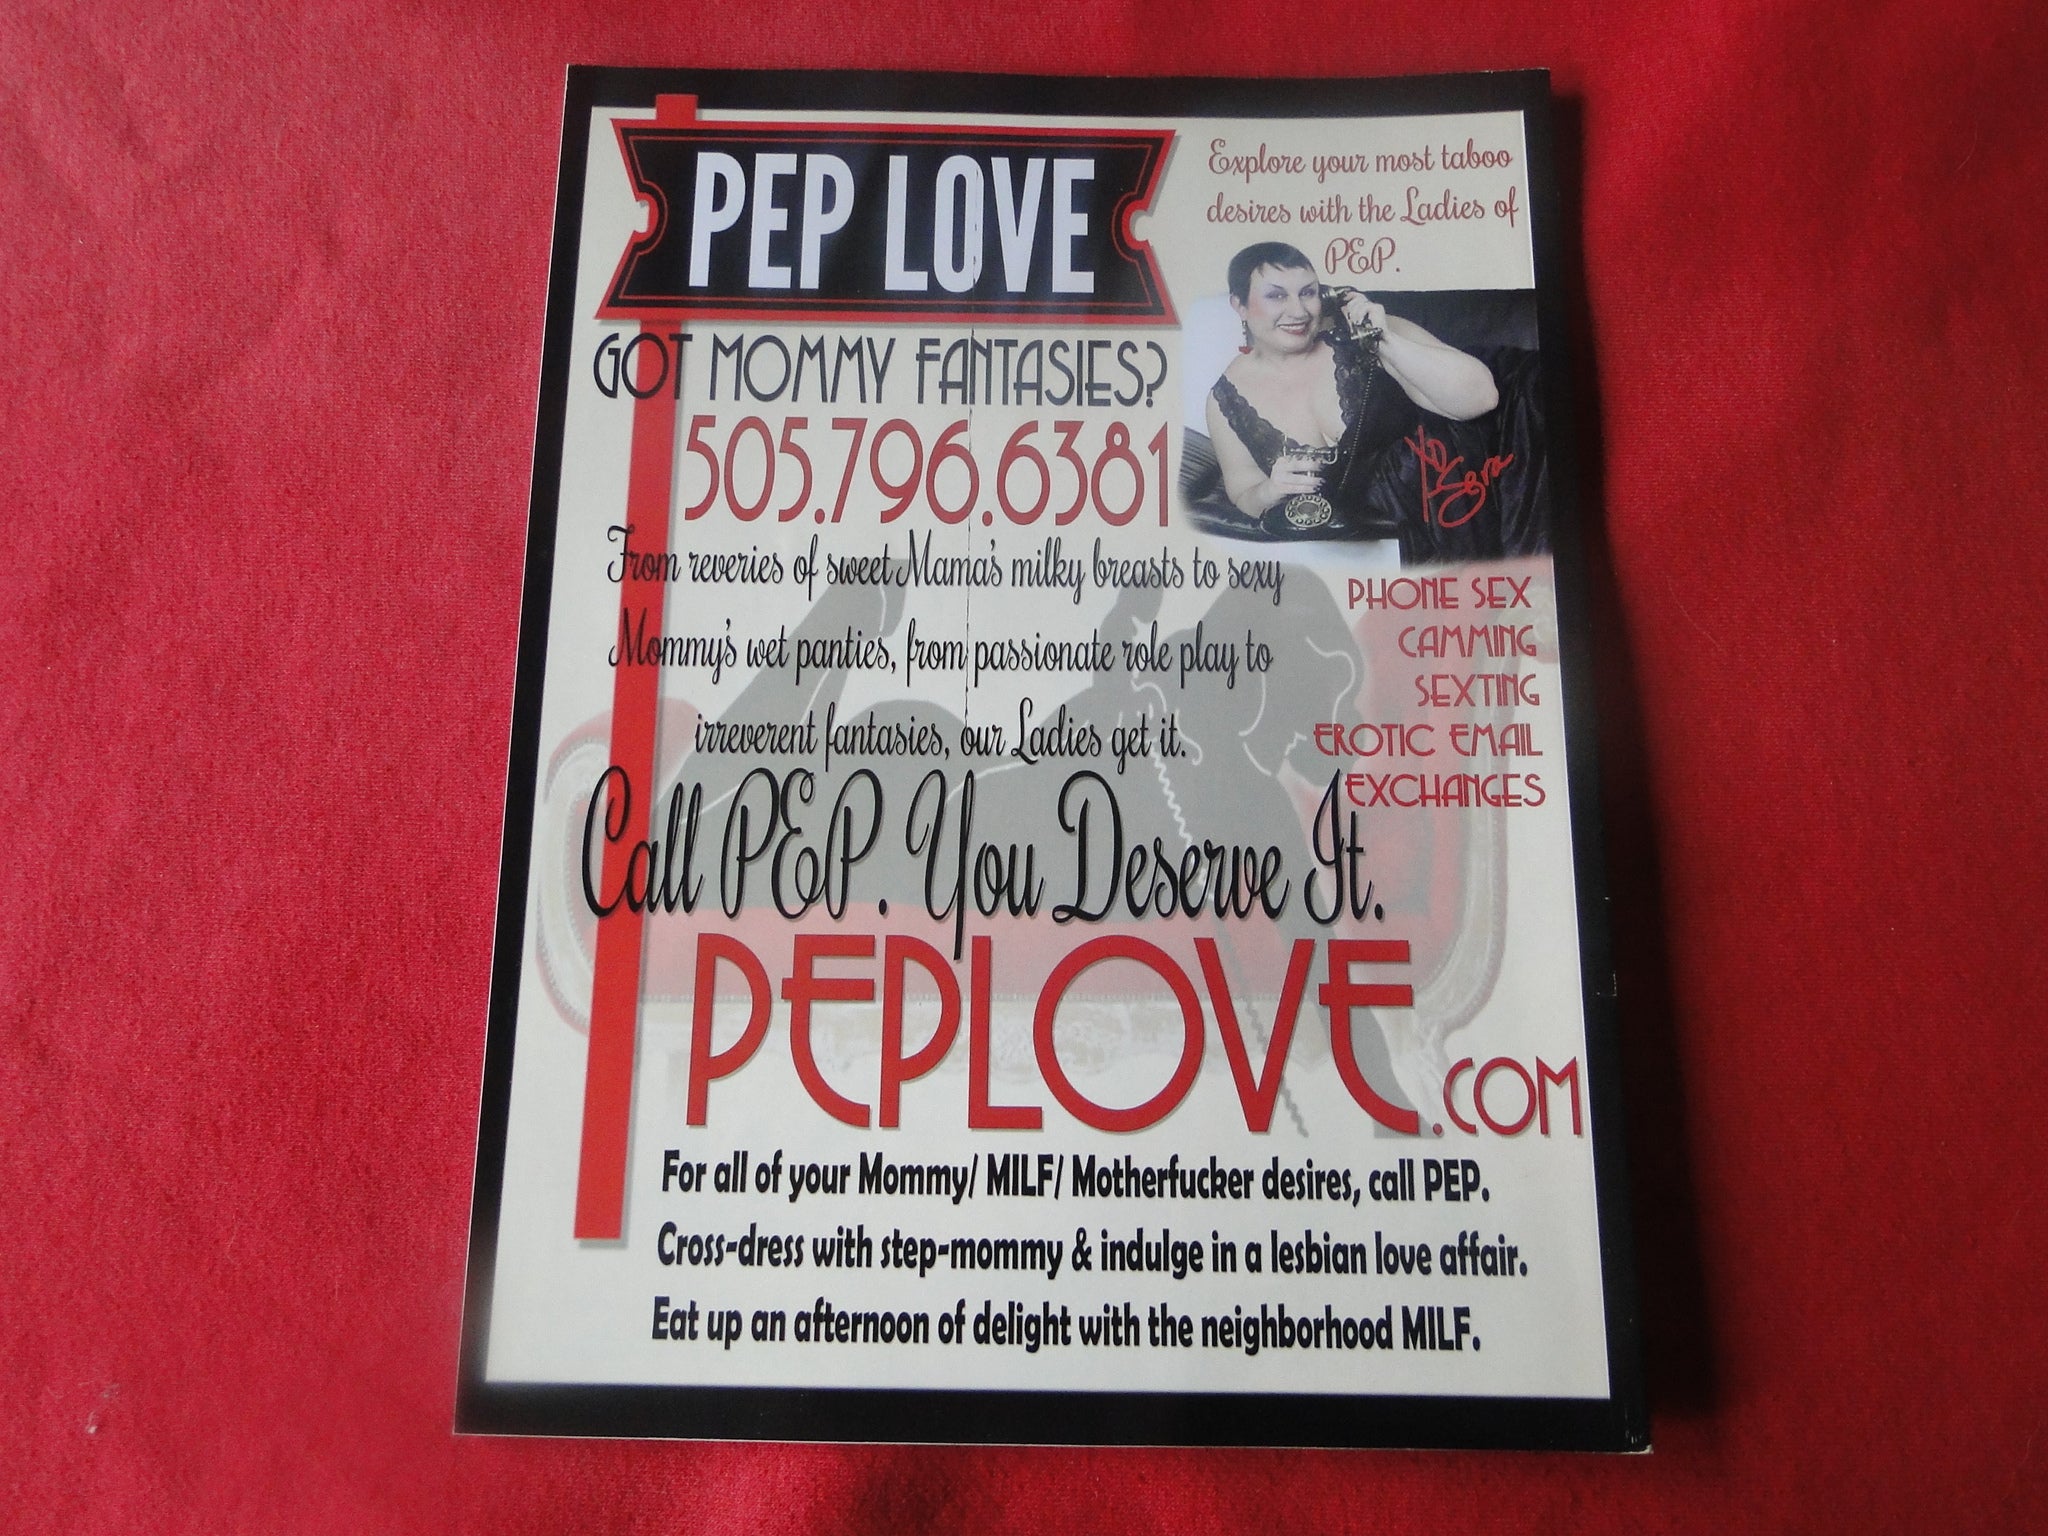 PEP LOVE
Explore your most taboo
desires with the Ladies of
PEP.
GOT MOMMY FANTASIES?
505.796.6381
XO
Ezra
From reveries of sweet Mama's milky breasts to sexy
Mommy's wet panties, from passionate role play to
irreverent fantasies, our Ladies get it.
PHONE SEX
CAMMING
SEXTING
EROTIC EMAIL
EXCHANGES
Call PEP. You Deserve It.
PEPLOVE.COM
For all of your Mommy/ MILF/ Motherfucker desires, call PEP.
Cross-dress with step-mommy & indulge in a lesbian love affair.
Eat up an afternoon of delight with the neighborhood MILF.